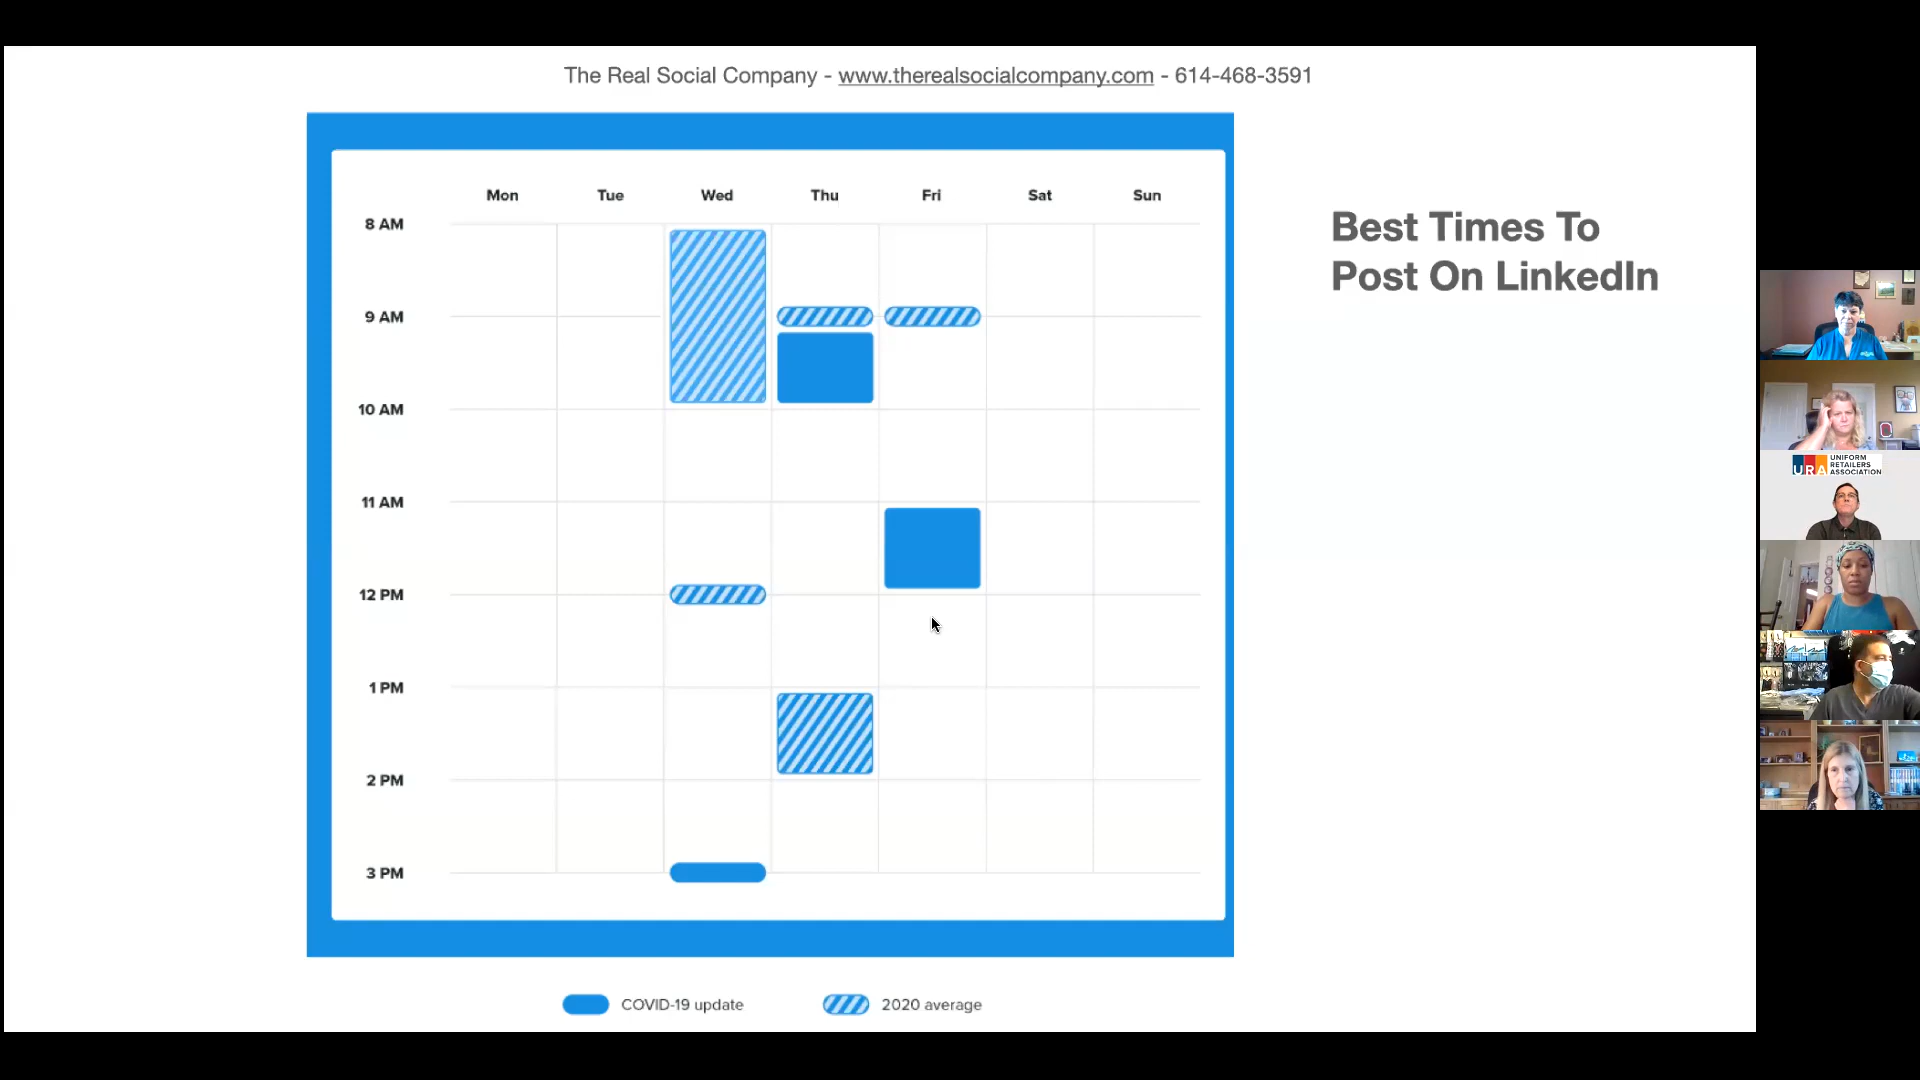 The Real Social Company - www.therealsocialcompany.com - 614-468-3591
Mon Tue Wed Thu Fri Sat Sun
8 AM
9 AM
10 AM
11 AM
12 PM
1 PM
2 PM
3 PM
COVID-19 update
2020 average
Best Times To
Post On LinkedIn
URA
UNIFORM
RETAILERS
ASSOCIATION